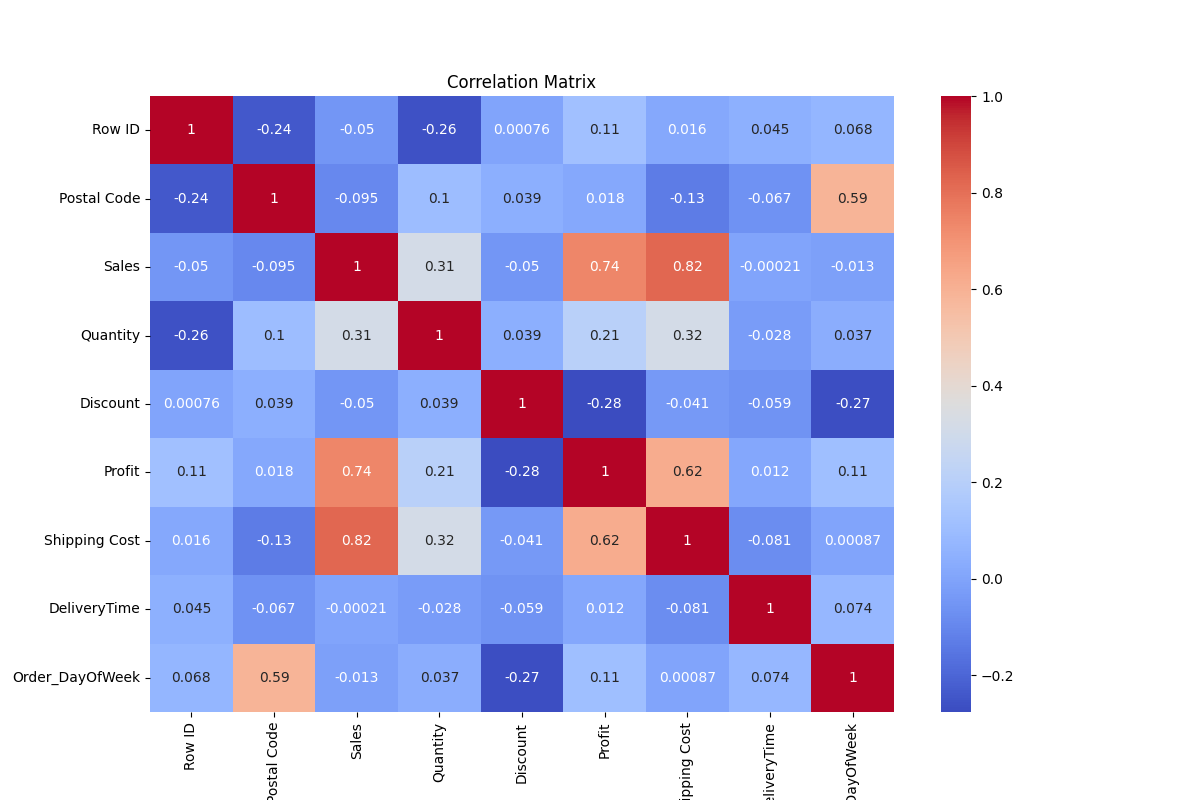 Correlation Matrix
Row ID 1 -0.24 -0.05 -0.26 0.00076 0.11 0.016 0.045 0.068
Postal Code -0.24 1 -0.095 0.1 0.039 0.018 -0.13 -0.067 0.59
Sales -0.05 -0.095 1 0.31 -0.05 0.74 0.82 -0.00021 -0.013
Quantity -0.26 0.1 0.31 1 0.039 0.21 0.32 -0.028 0.037
Discount 0.00076 0.039 -0.05 0.039 1 -0.28 -0.041 -0.059 -0.27
Profit 0.11 0.018 0.74 0.21 -0.28 1 0.62 0.012 0.11
Shipping Cost 0.016 -0.13 0.82 0.32 -0.041 0.62 1 -0.081 0.00087
DeliveryTime 0.045 -0.067 -0.00021 -0.028 -0.059 0.012 -0.081 1 0.074
Order_DayOfWeek 0.068 0.59 -0.013 0.037 -0.27 0.11 0.00087 0.074 1
Row ID
Postal Code
Sales
Quantity
Discount
Profit
ipping Cost
eliveryTime
DayOfWeek
1.0
0.8
0.6
0.4
0.2
0.0
−0.2